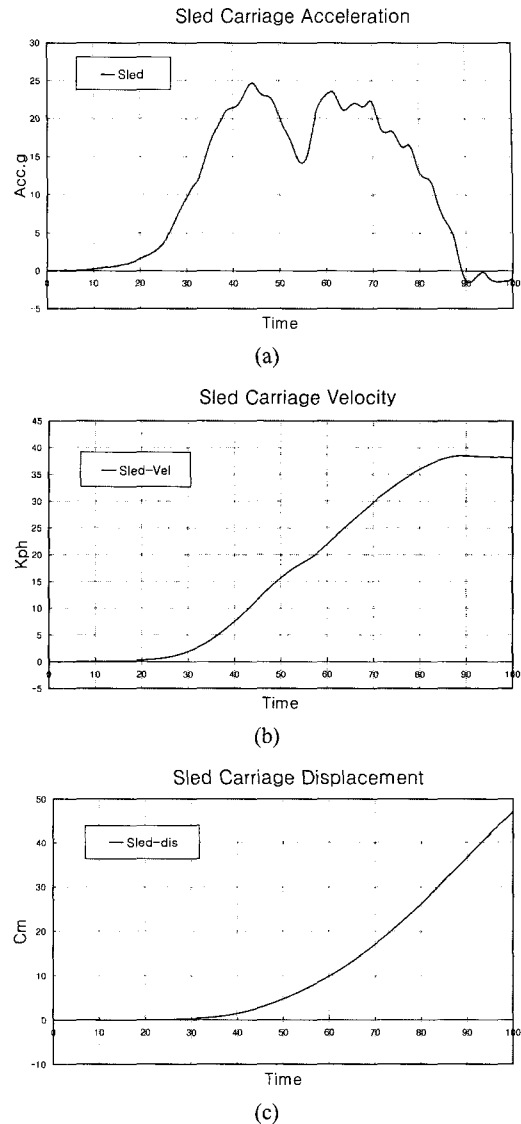 Sled Carriage Acceleration
30
25
20
15
10
5
0
-5
Acc.g
Sled
0 10 20 30 40 50 60 70 80 90 100
Time
(a)
Sled Carriage Velocity
45
40
35
30
25
20
15
10
5
0
-5
Kph
Sled-Vel
0 10 20 30 40 50 60 70 80 90 100
Time
(b)
Sled Carriage Displacement
50
40
30
20
10
0
-10
Cm
Sled-dis
0 10 20 30 40 50 60 70 80 90 100
Time
(c)